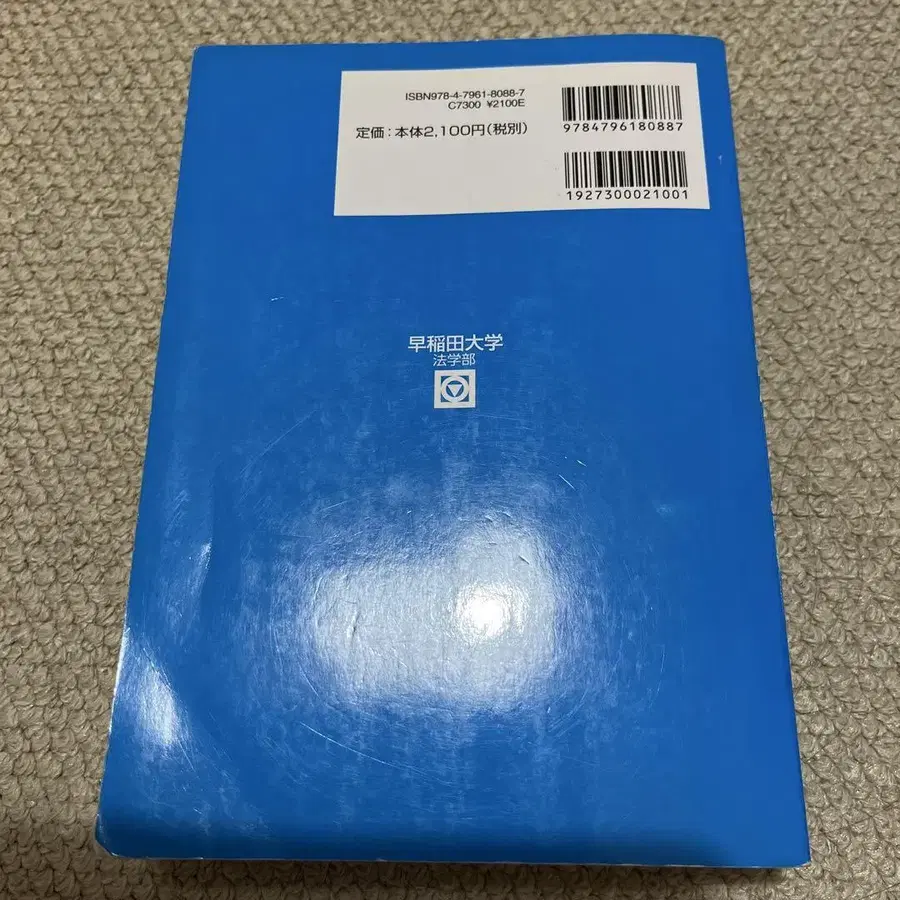 ISBN978-4-7961-8088-7
C7300 ¥2100E
定価：本体2,100円（税別）
9784796180887
1927300021001
早稲田大学
法学部